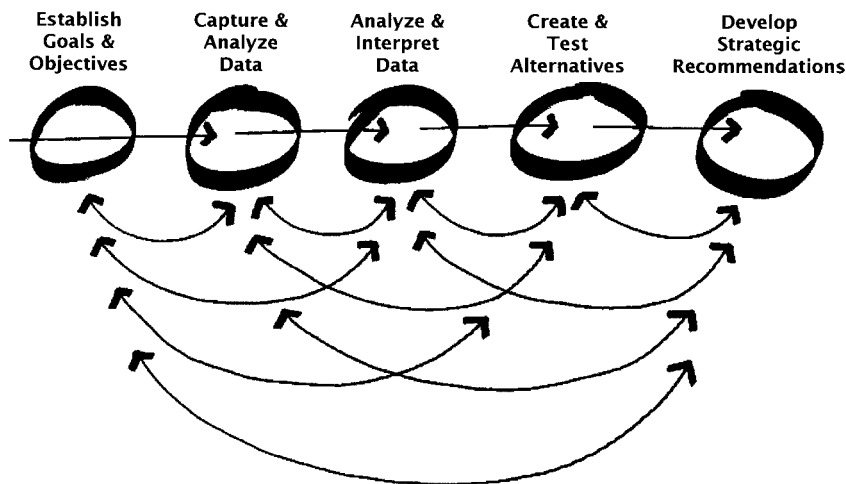 Establish
Goals &
Objectives
Capture &
Analyze
Data
Analyze &
Interpret
Data
Create &
Test
Alternatives
Develop
Strategic
Recommendations